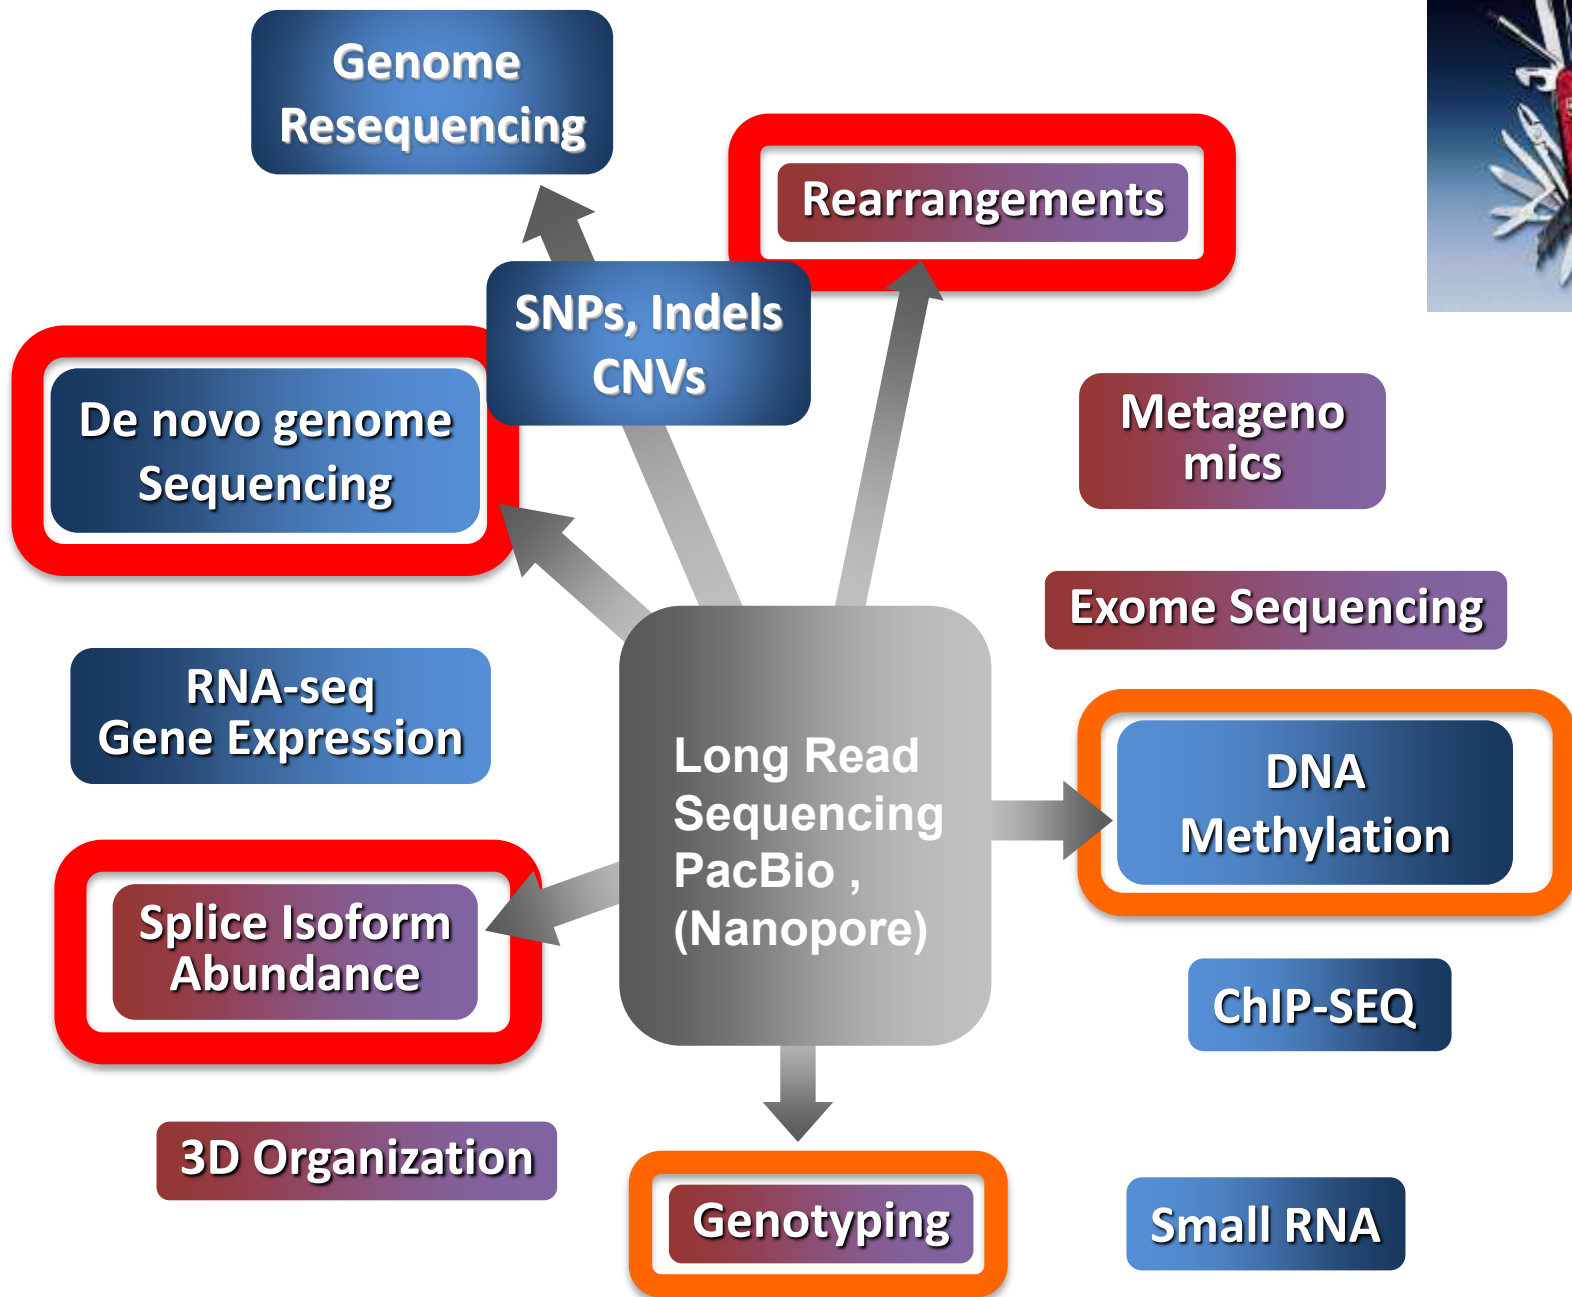 Genome
Resequencing
Rearrangements
SNPs, Indels
CNVs
De novo genome
Sequencing
Metageno
mics
Exome Sequencing
RNA-seq
Gene Expression
Long Read
Sequencing
PacBio ,
(Nanopore)
DNA
Methylation
Splice Isoform
Abundance
ChIP-SEQ
3D Organization
Genotyping
Small RNA